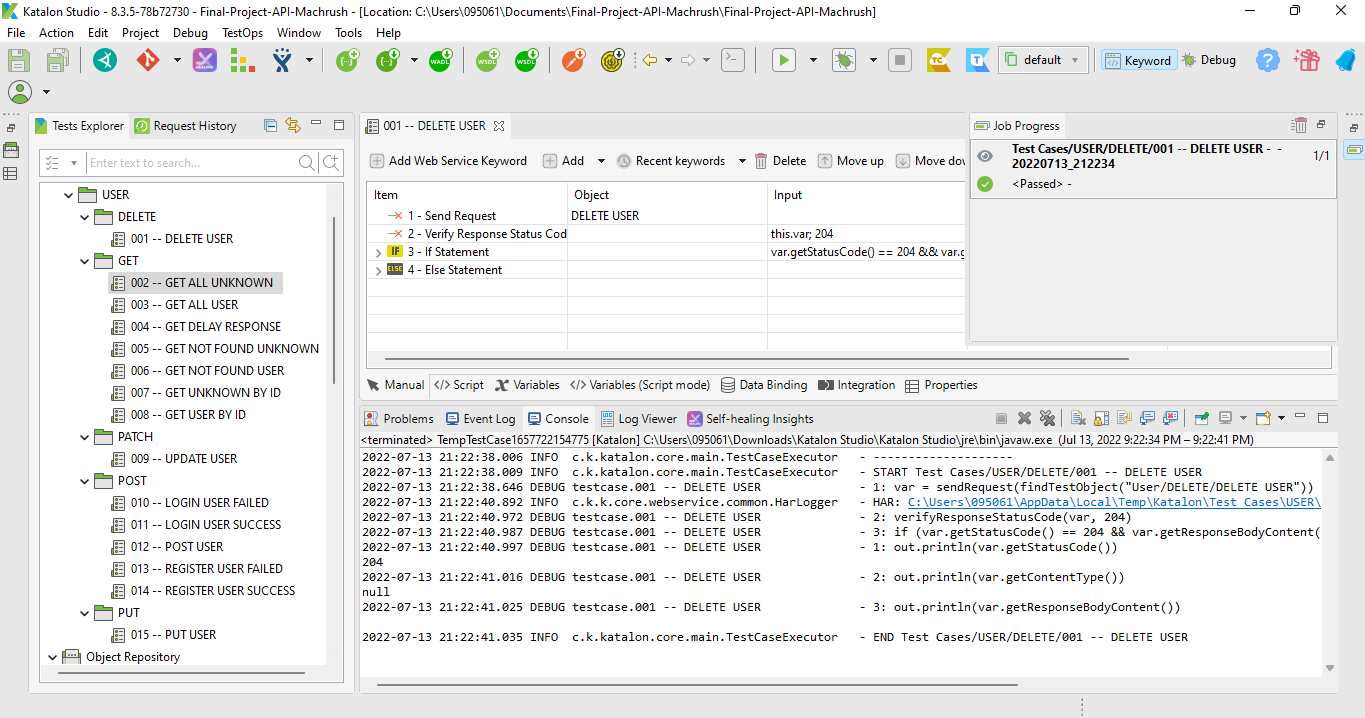 Katalon Studio - 8.3.5-78b72730 - Final-Project-API-Machrush - [Location: C:\Users\095061\Documents\Final-Project-API-Machrush\Final-Project-API-Machrush]
File Action Edit Project Debug TestOps Window Tools Help
default Keyword Debug
Tests Explorer Request History
Enter text to search...
USER
DELETE
001 -- DELETE USER
GET
002 -- GET ALL UNKNOWN
003 -- GET ALL USER
004 -- GET DELAY RESPONSE
005 -- GET NOT FOUND UNKNOWN
006 -- GET NOT FOUND USER
007 -- GET UNKNOWN BY ID
008 -- GET USER BY ID
PATCH
009 -- UPDATE USER
POST
010 -- LOGIN USER FAILED
011 -- LOGIN USER SUCCESS
012 -- POST USER
013 -- REGISTER USER FAILED
014 -- REGISTER USER SUCCESS
PUT
015 -- PUT USER
Object Repository
001 -- DELETE USER
Add Web Service Keyword Add Recent keywords Delete Move up Move dov
Item Object Input
1 - Send Request DELETE USER
2 - Verify Response Status Cod this.var; 204
IF 3 - If Statement var.getStatusCode() == 204 && var.g
ELSE 4 - Else Statement
Job Progress
Test Cases/USER/DELETE/001 -- DELETE USER - -
20220713_212234
1/1
<Passed> -
Manual Script Variables Variables (Script mode) Data Binding Integration Properties
Problems Event Log Console Log Viewer Self-healing Insights
<terminated> TempTestCase1657722154775 [Katalon] C:\Users\095061\Downloads\Katalon Studio\Katalon Studio\jre\bin\javaw.exe (Jul 13, 2022 9:22:34 PM – 9:22:41 PM)
2022-07-13 21:22:38.006 INFO c.k.katalon.core.main.TestCaseExecutor - --------------------
2022-07-13 21:22:38.009 INFO c.k.katalon.core.main.TestCaseExecutor - START Test Cases/USER/DELETE/001 -- DELETE USER
2022-07-13 21:22:38.646 DEBUG testcase.001 -- DELETE USER - 1: var = sendRequest(findTestObject("User/DELETE/DELETE USER"))
2022-07-13 21:22:40.892 INFO c.k.k.core.webservice.common.HarLogger - HAR: C:\Users\095061\AppData\Local\Temp\Katalon\Test Cases\USER\
2022-07-13 21:22:40.972 DEBUG testcase.001 -- DELETE USER - 2: verifyResponseStatusCode(var, 204)
2022-07-13 21:22:40.987 DEBUG testcase.001 -- DELETE USER - 3: if (var.getStatusCode() == 204 && var.getResponseBodyContent(
2022-07-13 21:22:40.997 DEBUG testcase.001 -- DELETE USER - 1: out.println(var.getStatusCode())
204
2022-07-13 21:22:41.016 DEBUG testcase.001 -- DELETE USER - 2: out.println(var.getContentType())
null
2022-07-13 21:22:41.025 DEBUG testcase.001 -- DELETE USER - 3: out.println(var.getResponseBodyContent())
2022-07-13 21:22:41.035 INFO c.k.katalon.core.main.TestCaseExecutor - END Test Cases/USER/DELETE/001 -- DELETE USER